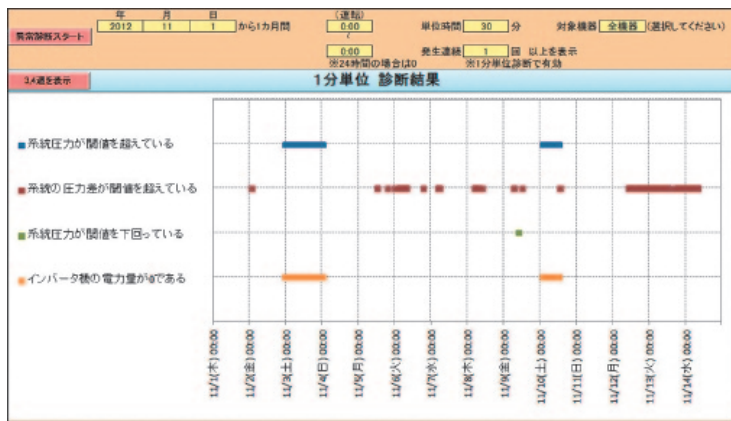 年 月 日 (運転)
異常診断スタート 2012 11 1 から1カ月間 0:00 単位時間 30 分 対象機器 全機器 (選択してください)
0:00 発生連続 1 回 以上を表示
※24時間の場合は0 ※1分単位診断で有効
3,4週を表示 1分単位 診断結果
系統圧力が閾値を超えている
系統の圧力差が閾値を超えている
系統圧力が閾値を下回っている
インバータ機の電力量が0である
11/1(木) 00:00
11/2(金) 00:00
11/3(土) 00:00
11/4(日) 00:00
11/5(月) 00:00
11/6(火) 00:00
11/7(水) 00:00
11/8(木) 00:00
11/9(金) 00:00
11/10(土) 00:00
11/11(日) 00:00
11/12(月) 00:00
11/13(火) 00:00
11/14(水) 00:00